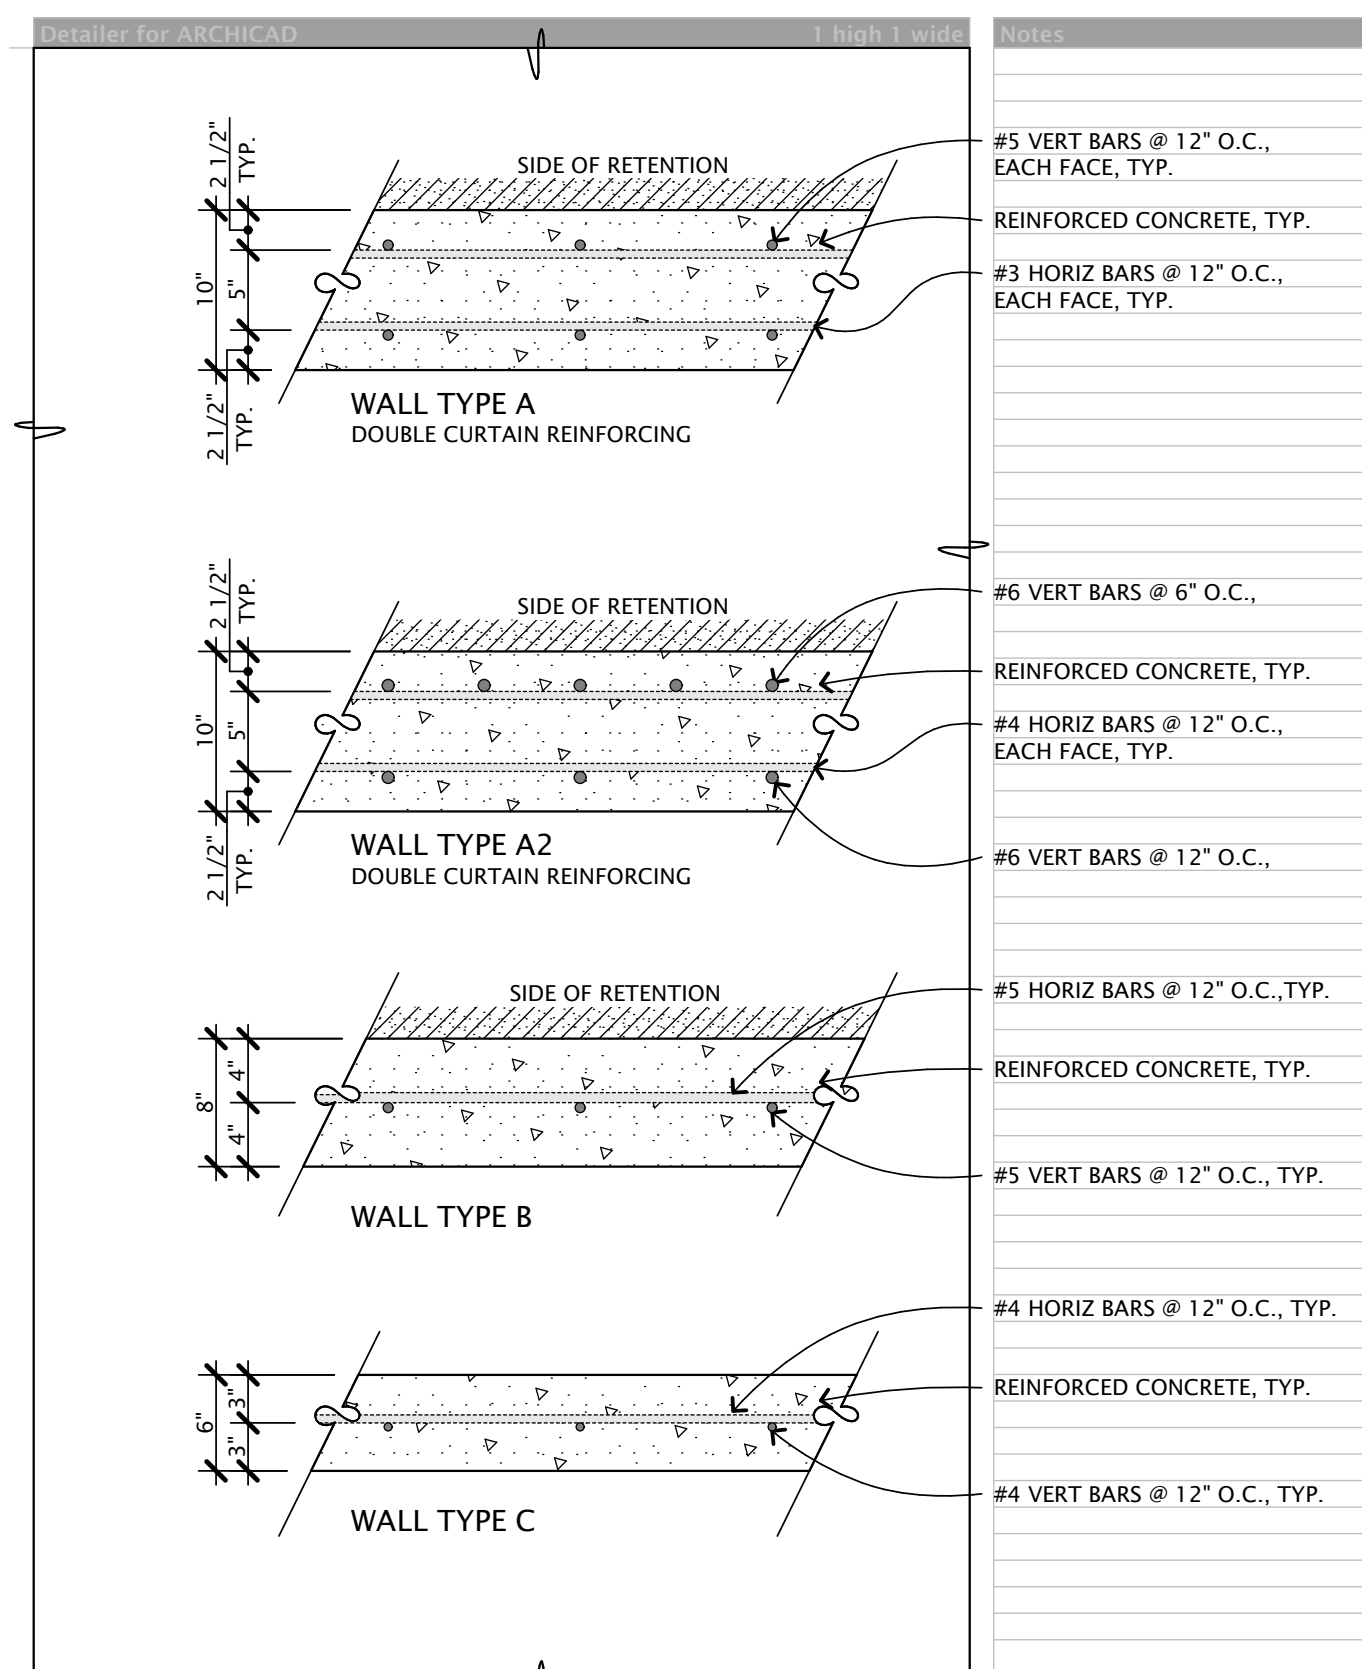 Detailer for ARCHICAD
1 high 1 wide
Notes
2 1/2"
TYP.
SIDE OF RETENTION
10"
5"
2 1/2"
TYP.
WALL TYPE A
DOUBLE CURTAIN REINFORCING
#5 VERT BARS @ 12" O.C.,
EACH FACE, TYP.
REINFORCED CONCRETE, TYP.
#3 HORIZ BARS @ 12" O.C.,
EACH FACE, TYP.
2 1/2"
TYP.
SIDE OF RETENTION
10"
5"
2 1/2"
TYP.
WALL TYPE A2
DOUBLE CURTAIN REINFORCING
#6 VERT BARS @ 6" O.C.,
REINFORCED CONCRETE, TYP.
#4 HORIZ BARS @ 12" O.C.,
EACH FACE, TYP.
#6 VERT BARS @ 12" O.C.,
SIDE OF RETENTION
8"
4"
4"
WALL TYPE B
#5 HORIZ BARS @ 12" O.C.,TYP.
REINFORCED CONCRETE, TYP.
#5 VERT BARS @ 12" O.C., TYP.
6"
3"
3"
WALL TYPE C
#4 HORIZ BARS @ 12" O.C., TYP.
REINFORCED CONCRETE, TYP.
#4 VERT BARS @ 12" O.C., TYP.